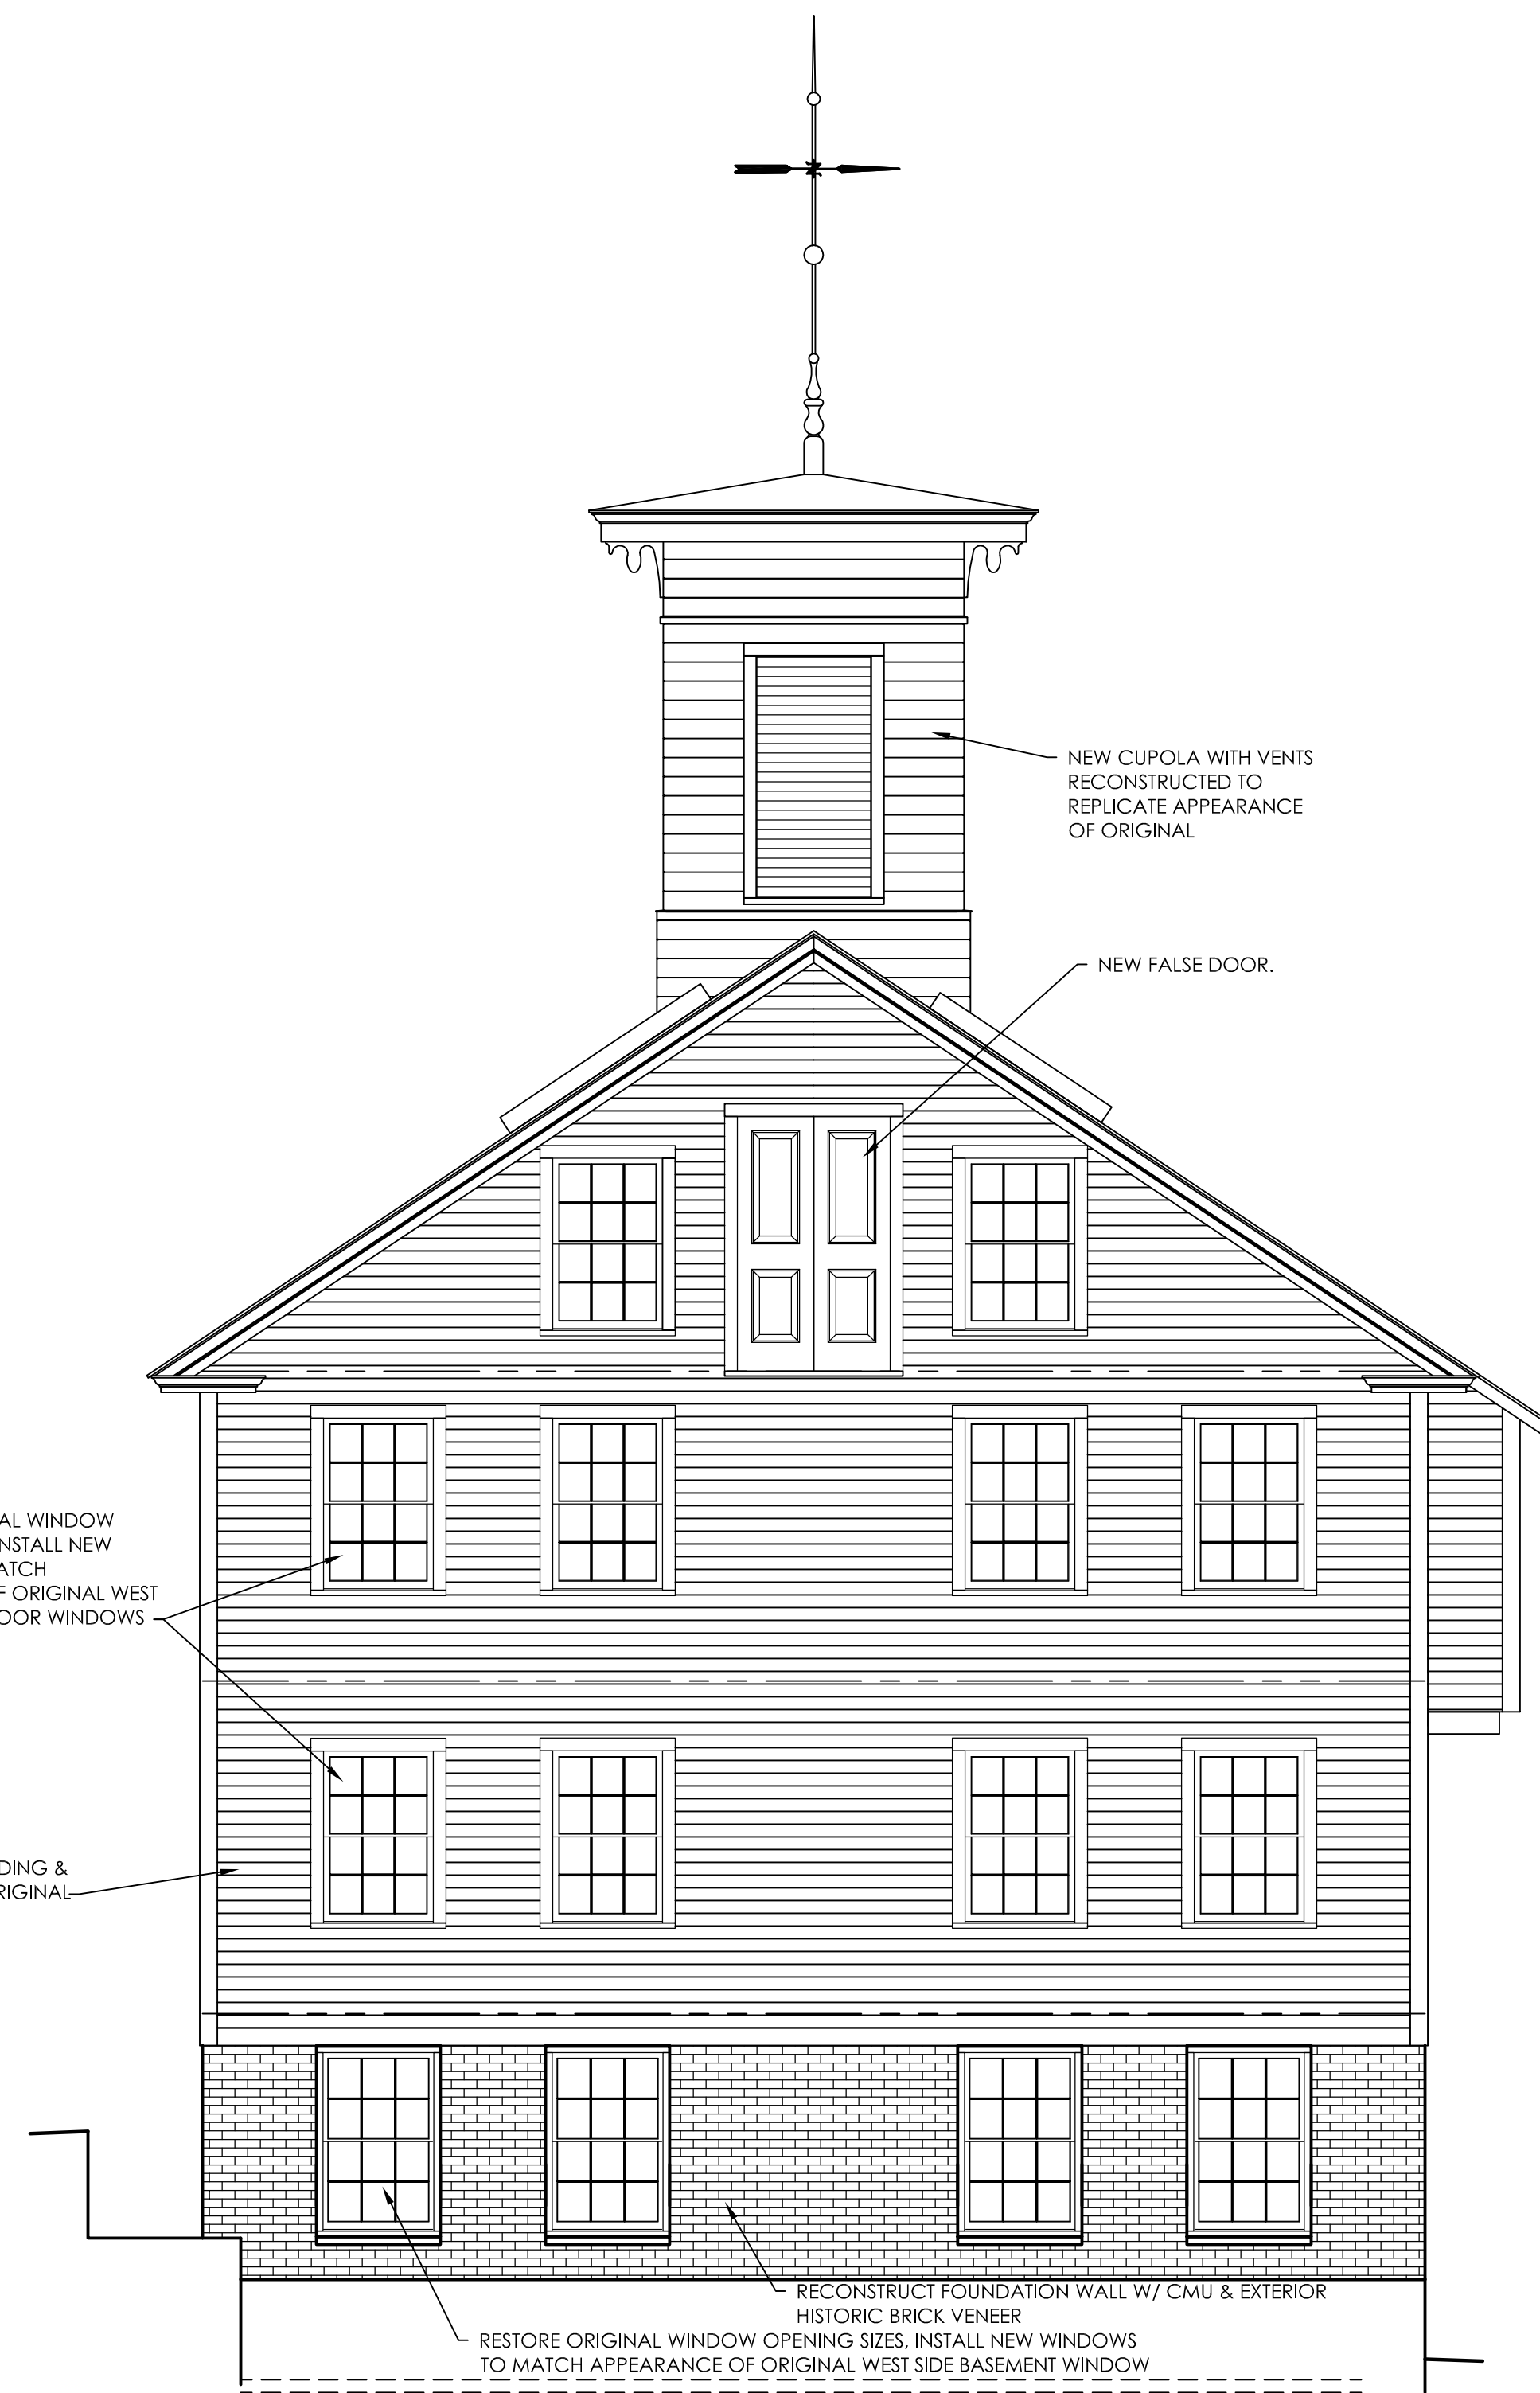 NEW CUPOLA WITH VENTS
RECONSTRUCTED TO
REPLICATE APPEARANCE
OF ORIGINAL
NEW FALSE DOOR.
WINDOW
NSTALL NEW
ATCH
F ORIGINAL WEST
OOR WINDOWS
DING &
RIGINAL
RECONSTRUCT FOUNDATION WALL W/ CMU & EXTERIOR
HISTORIC BRICK VENEER
RESTORE ORIGINAL WINDOW OPENING SIZES, INSTALL NEW WINDOWS
TO MATCH APPEARANCE OF ORIGINAL WEST SIDE BASEMENT WINDOW